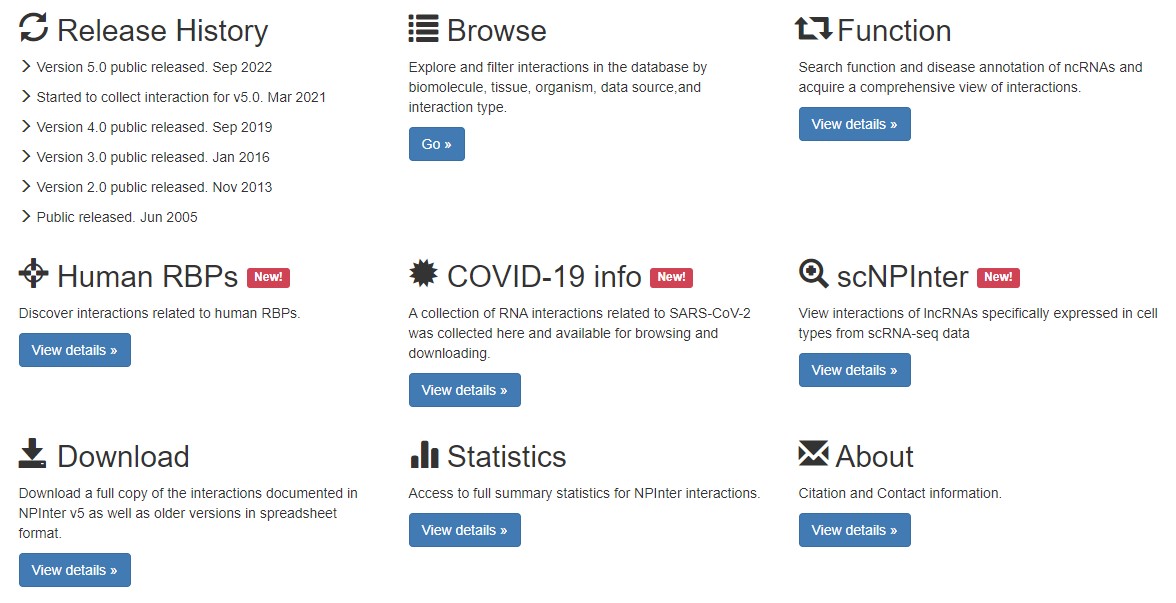 Release History
Version 5.0 public released. Sep 2022
Started to collect interaction for v5.0. Mar 2021
Version 4.0 public released. Sep 2019
Version 3.0 public released. Jan 2016
Version 2.0 public released. Nov 2013
Public released. Jun 2005
Browse
Explore and filter interactions in the database by
biomolecule, tissue, organism, data source,and
interaction type.
Go »
Function
Search function and disease annotation of ncRNAs and
acquire a comprehensive view of interactions.
View details »
Human RBPs New!
Discover interactions related to human RBPs.
View details »
COVID-19 info New!
A collection of RNA interactions related to SARS-CoV-2
was collected here and available for browsing and
downloading.
View details »
scNPInter New!
View interactions of lncRNAs specifically expressed in cell
types from scRNA-seq data
View details »
Download
Download a full copy of the interactions documented in
NPInter v5 as well as older versions in spreadsheet
format.
View details »
Statistics
Access to full summary statistics for NPInter interactions.
View details »
About
Citation and Contact information.
View details »